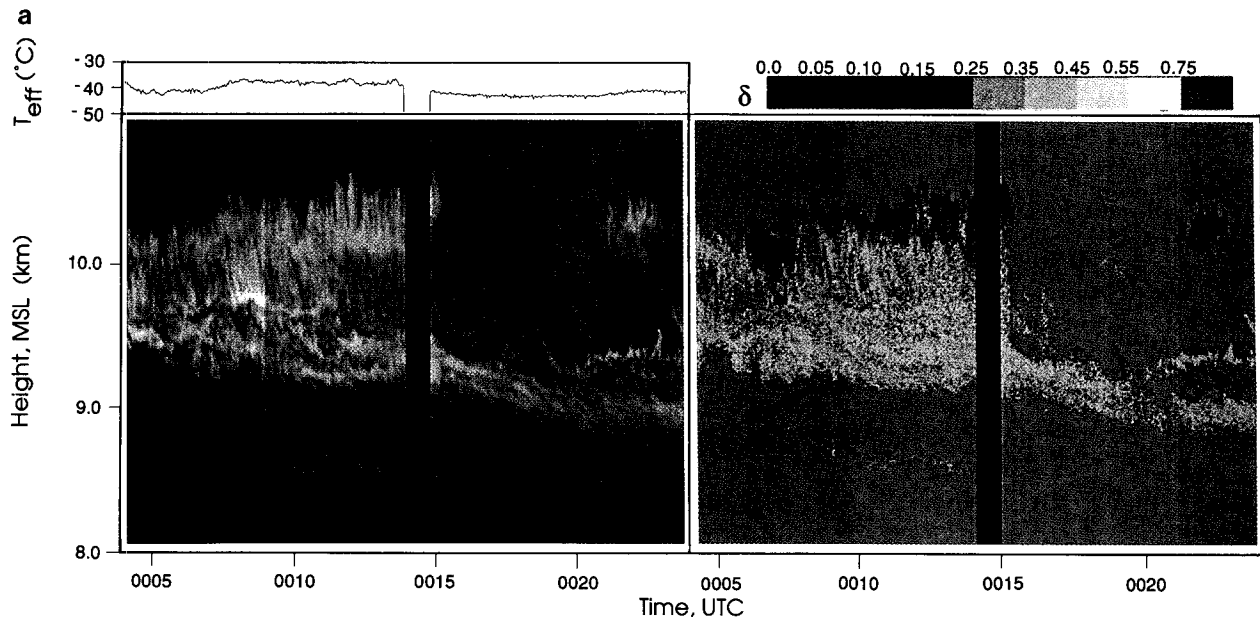 a
T_eff (°C)
-30
-40
-50
δ
0.0 0.05 0.10 0.15 0.25 0.35 0.45 0.55 0.75
Height, MSL (km)
10.0
9.0
8.0
0005 0010 0015 0020 0005 0010 0015 0020
Time, UTC